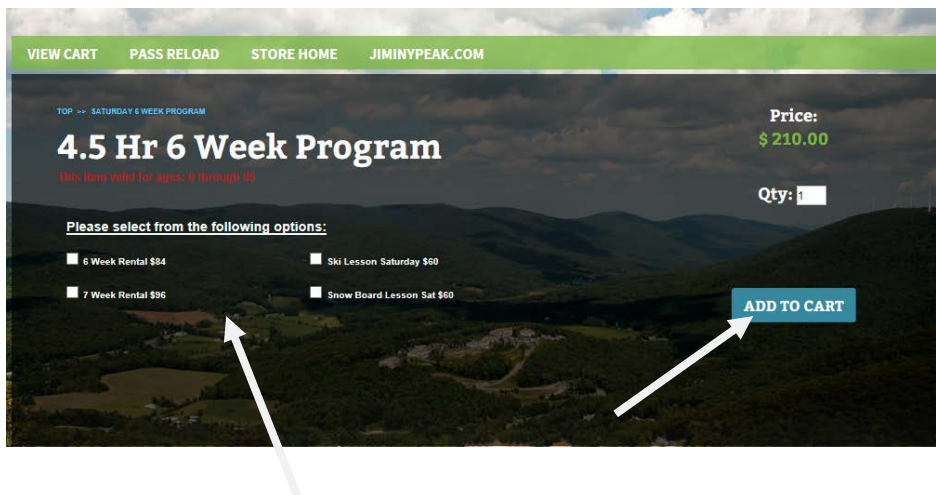 VIEW CART PASS RELOAD STORE HOME JIMINYPEAK.COM
TOP >> SATURDAY 6 WEEK PROGRAM
4.5 Hr 6 Week Program
This item valid for ages: 6 through 95
Price:
$ 210.00
Qty: 1
Please select from the following options:
6 Week Rental $84 Ski Lesson Saturday $60
7 Week Rental $96 Snow Board Lesson Sat $60
ADD TO CART